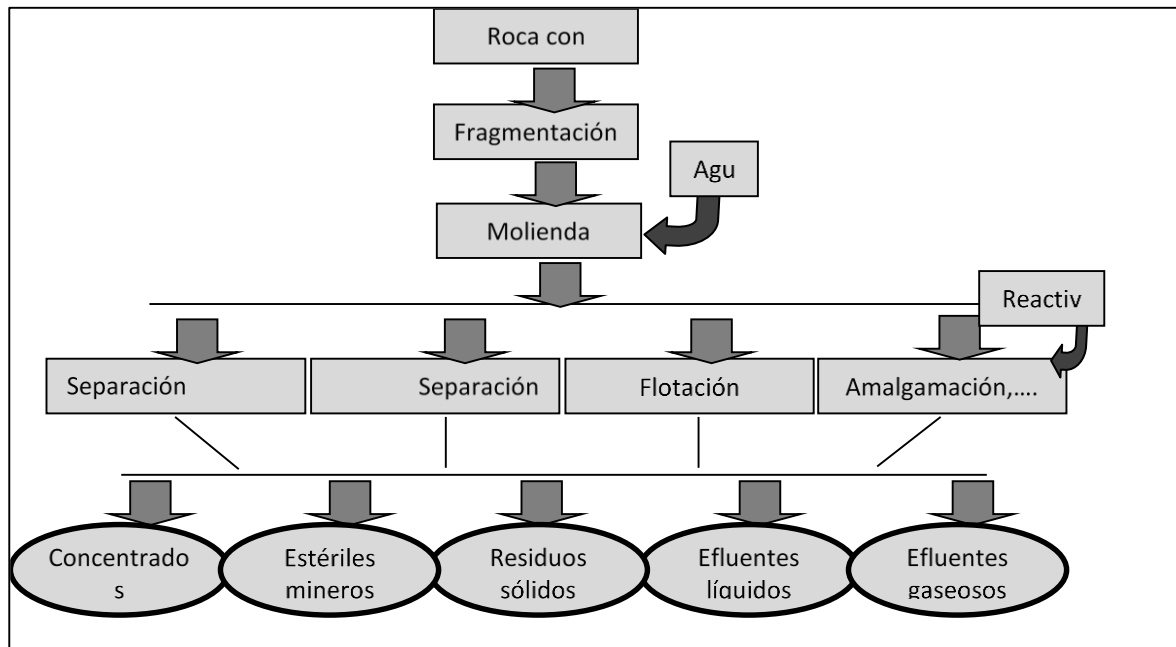 Roca con
Fragmentación
Agu
Molienda
Reactiv
Separación
Separación
Flotación
Amalgamación,....
Concentrado
s
Estériles
mineros
Residuos
sólidos
Efluentes
líquidos
Efluentes
gaseosos